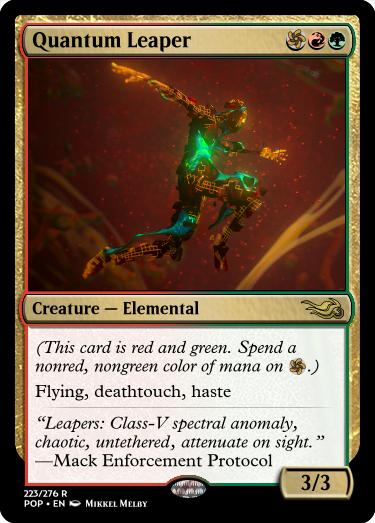 Quantum Leaper
Creature — Elemental
(This card is red and green. Spend a
nonred, nongreen color of mana on .)
Flying, deathtouch, haste
“Leapers: Class-V spectral anomaly,
chaotic, untethered, attenuate on sight.”
—Mack Enforcement Protocol
3/3
223/276 R
POP • EN Mikkel Melby